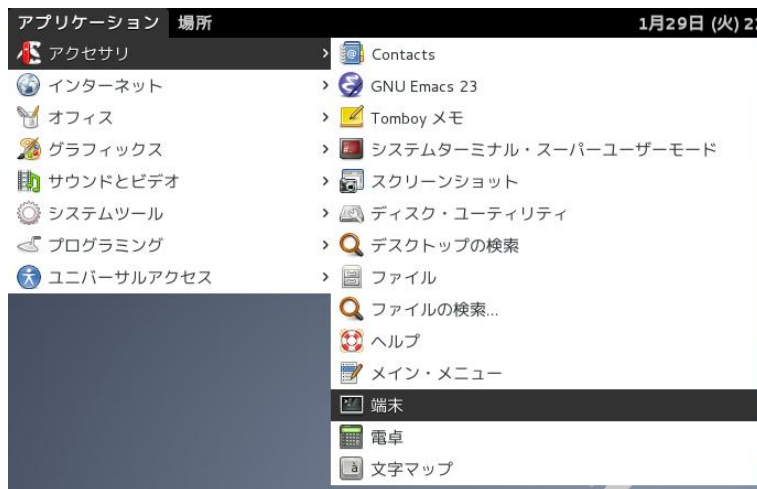 アプリケーション 場所 1月29日 (火) 22
アクセサリ
インターネット
オフィス
グラフィックス
サウンドとビデオ
システムツール
プログラミング
ユニバーサルアクセス
Contacts
GNU Emacs 23
Tomboy メモ
システムターミナル・スーパーユーザーモード
スクリーンショット
ディスク・ユーティリティ
デスクトップの検索
ファイル
ファイルの検索...
ヘルプ
メイン・メニュー
端末
電卓
文字マップ